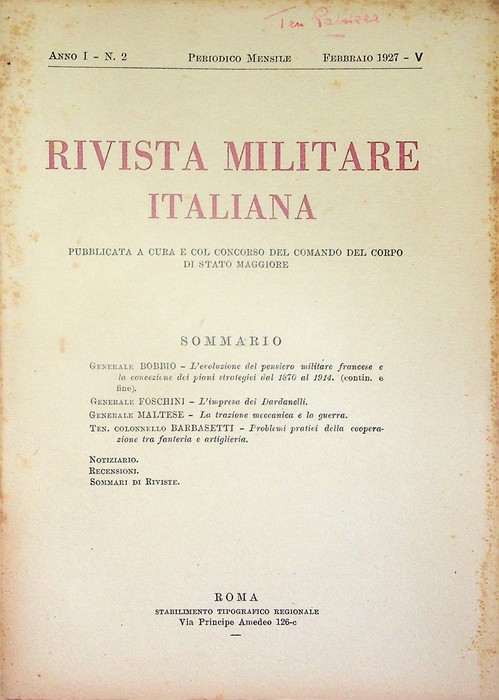 Ten
Anno I - N. 2 Periodico Mensile Febbraio 1927 - V
RIVISTA MILITARE
ITALIANA
PUBBLICATA A CURA E COL CONCORSO DEL COMANDO DEL CORPO
DI STATO MAGGIORE
SOMMARIO
Generale BOBBIO - L'evoluzione del pensiero militare francese e
la concezione dei piani strategici dal 1870 al 1914. (contin. e
fine).
Generale FOSCHINI - L'impresa dei Dardanelli.
Generale MALTESE - La trazione meccanica e la guerra.
Ten. colonnello BARBASETTI - Problemi pratici della coopera-
zione tra fanteria e artiglieria.
Notiziario.
Recensioni.
Sommari di Riviste.
ROMA
STABILIMENTO TIPOGRAFICO REGIONALE
Via Principe Amedeo 126-c